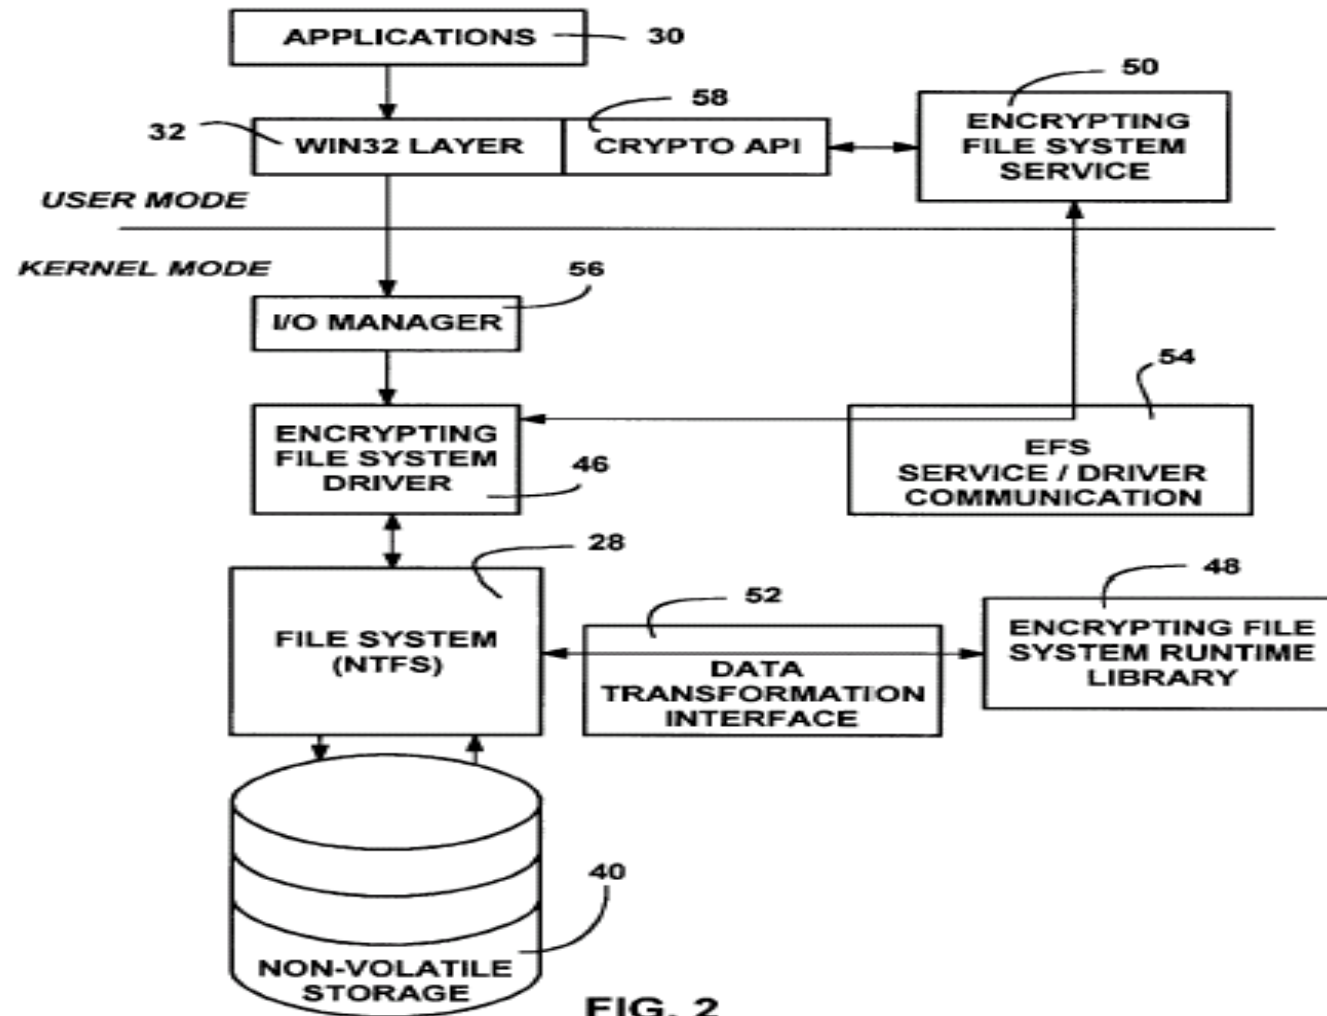 APPLICATIONS
30
58
50
32
WIN32 LAYER
CRYPTO API
ENCRYPTING
FILE SYSTEM
SERVICE
USER MODE
KERNEL MODE
56
I/O MANAGER
54
ENCRYPTING
FILE SYSTEM
DRIVER
46
EFS
SERVICE / DRIVER
COMMUNICATION
28
52
48
FILE SYSTEM
(NTFS)
DATA
TRANSFORMATION
INTERFACE
ENCRYPTING FILE
SYSTEM RUNTIME
LIBRARY
40
NON-VOLATILE
STORAGE
FIG. 2